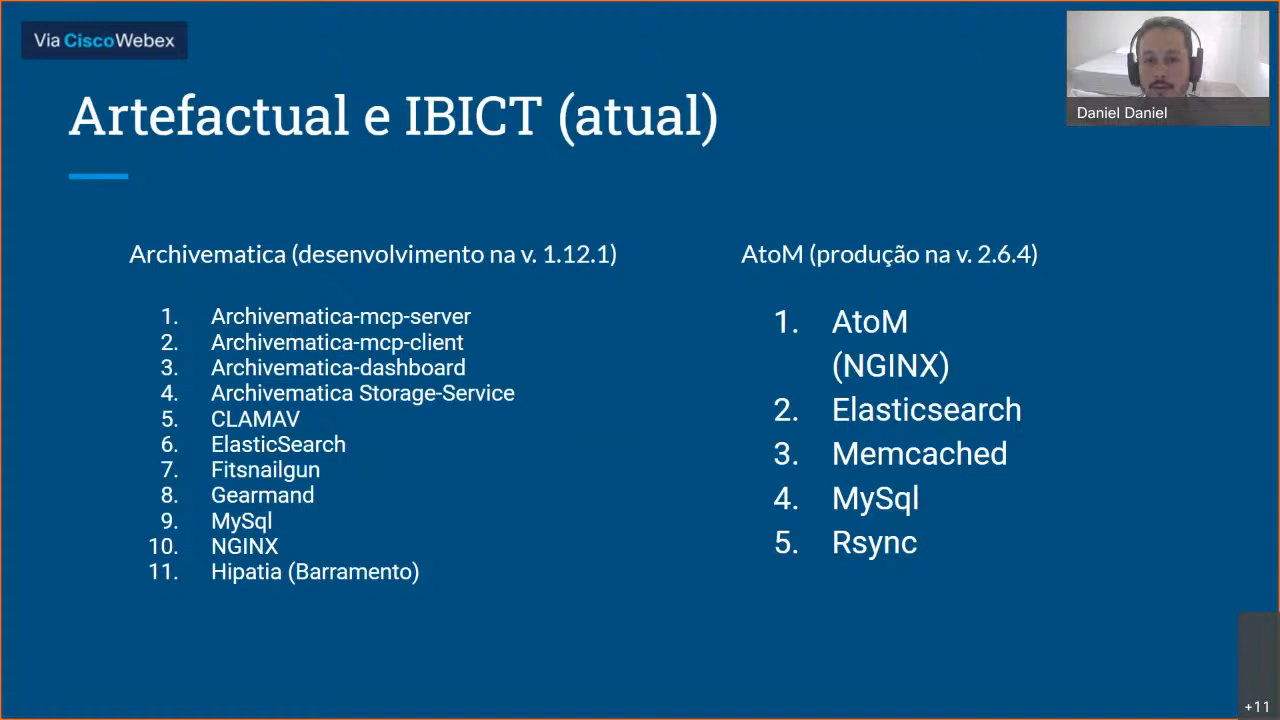 Via CiscoWebex
Daniel Daniel
Artefactual e IBICT (atual)
Archivematica (desenvolvimento na v. 1.12.1)
1. Archivematica-mcp-server
2. Archivematica-mcp-client
3. Archivematica-dashboard
4. Archivematica Storage-Service
5. CLAMAV
6. ElasticSearch
7. Fitsnailgun
8. Gearmand
9. MySql
10. NGINX
11. Hipatia (Barramento)
AtoM (produção na v. 2.6.4)
1. AtoM
(NGINX)
2. Elasticsearch
3. Memcached
4. MySql
5. Rsync
+11